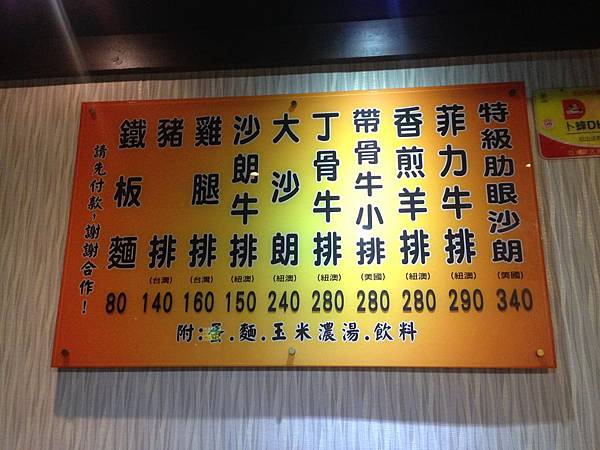 特級肋眼沙朗
(美國)
340
菲力牛排
(紐澳)
290
香煎羊排
(紐澳)
280
帶骨牛小排
(美國)
280
丁骨牛排
(紐澳)
280
大沙朗
(紐澳)
240
沙朗牛排
(紐澳)
150
雞腿排
(台灣)
160
豬排
(台灣)
140
鐵板麵
80
請先付款,謝謝合作!
附:蛋.麵.玉米濃湯.飲料
卜蜂